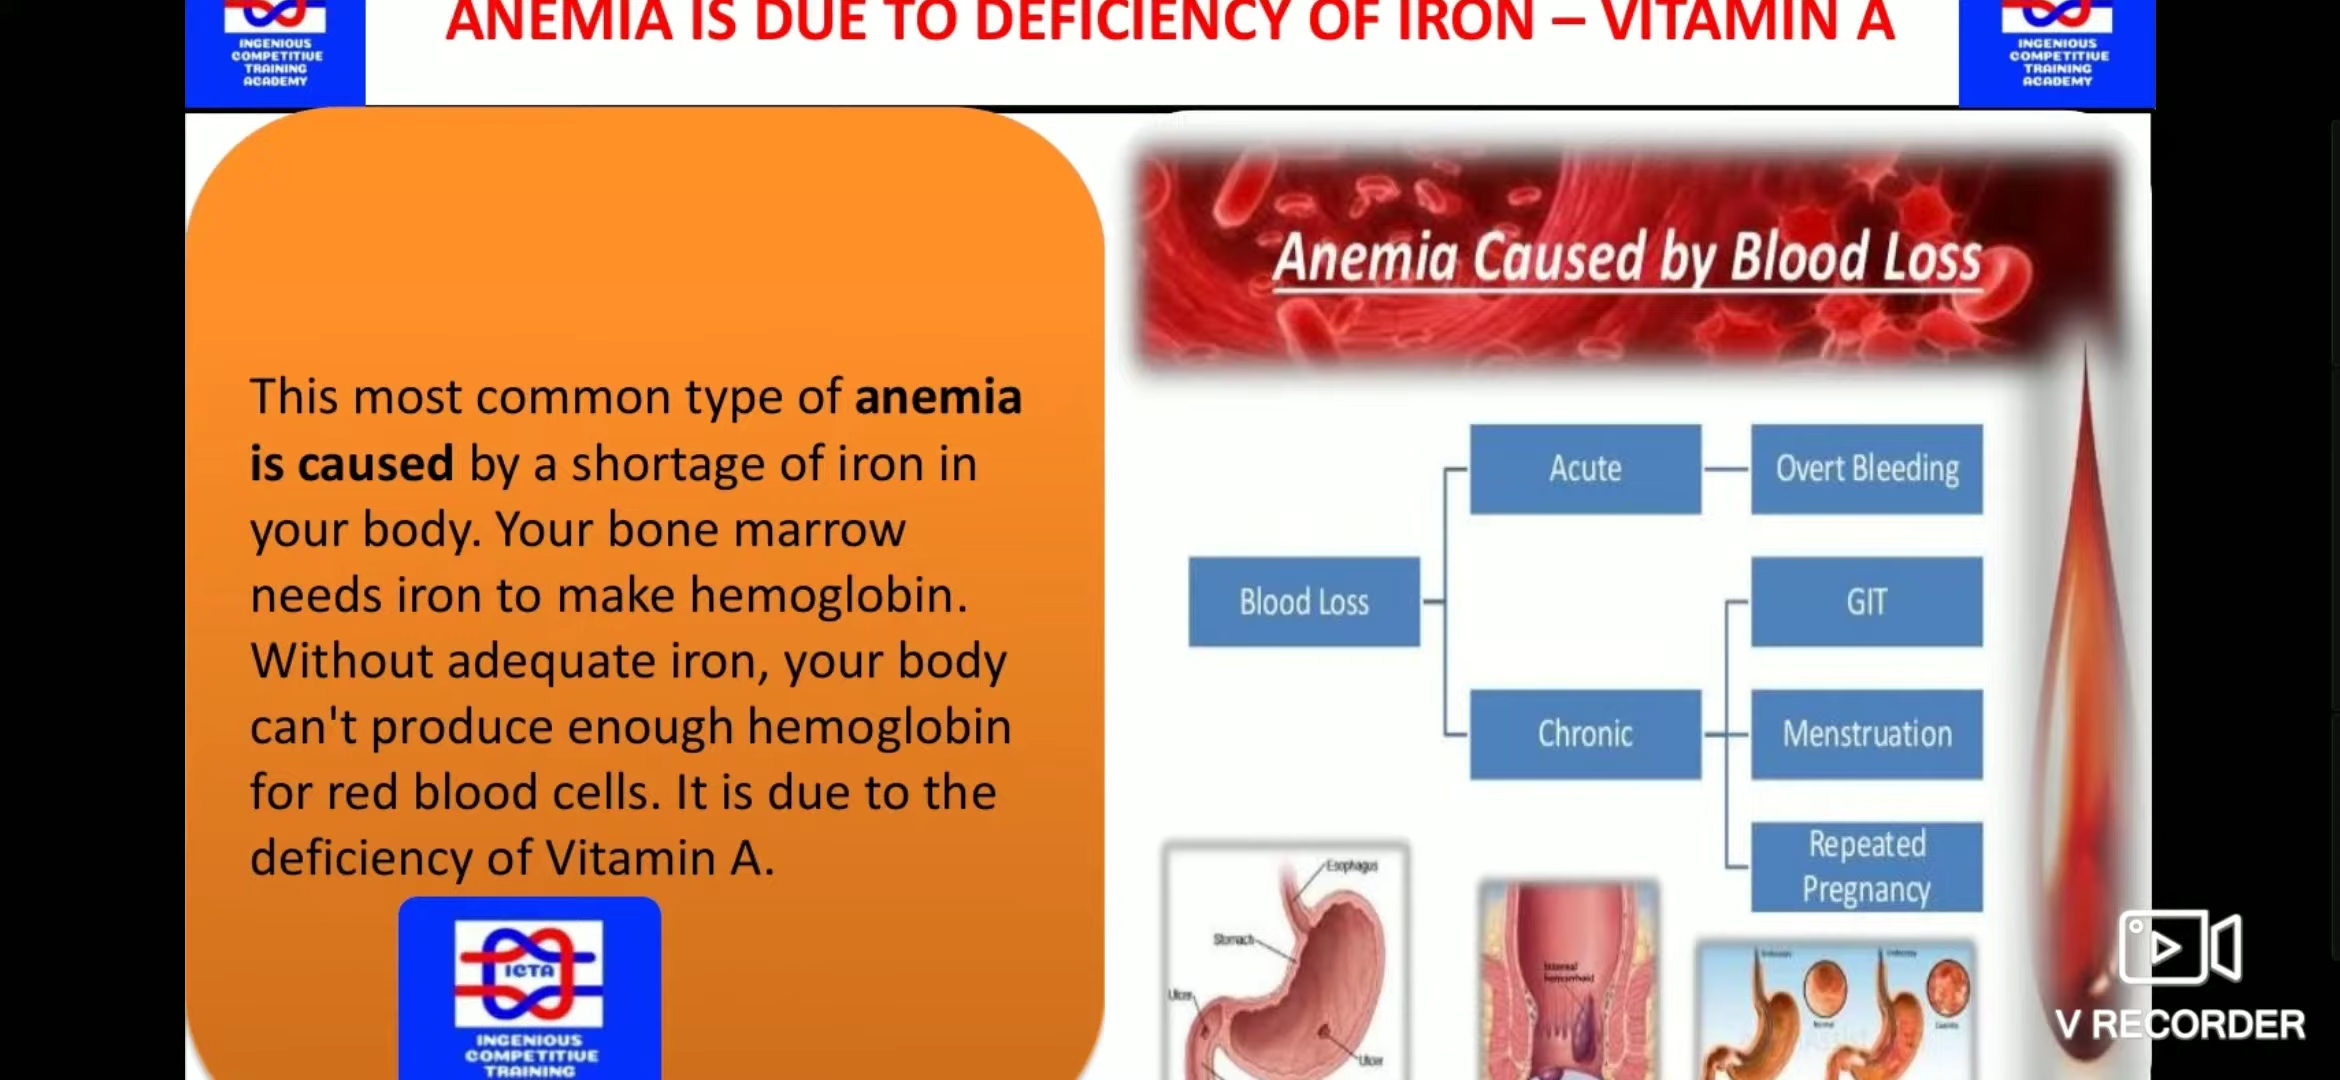 ANEMIA IS DUE TO DEFICIENCY OF IRON – VITAMIN A
INGENIOUS
COMPETITIVE
TRAINING
ACADEMY
INGENIOUS
COMPETITIVE
TRAINING
ACADEMY
This most common type of anemia
is caused by a shortage of iron in
your body. Your bone marrow
needs iron to make hemoglobin.
Without adequate iron, your body
can't produce enough hemoglobin
for red blood cells. It is due to the
deficiency of Vitamin A.
ICTA
INGENIOUS
COMPETITIVE
TRAINING
Anemia Caused by Blood Loss
Acute
Overt Bleeding
Blood Loss
GIT
Chronic
Menstruation
Repeated
Pregnancy
Esophagus
Stomach
Ulcer
Ulcer
Internal
hemorrhoid
V RECORDER